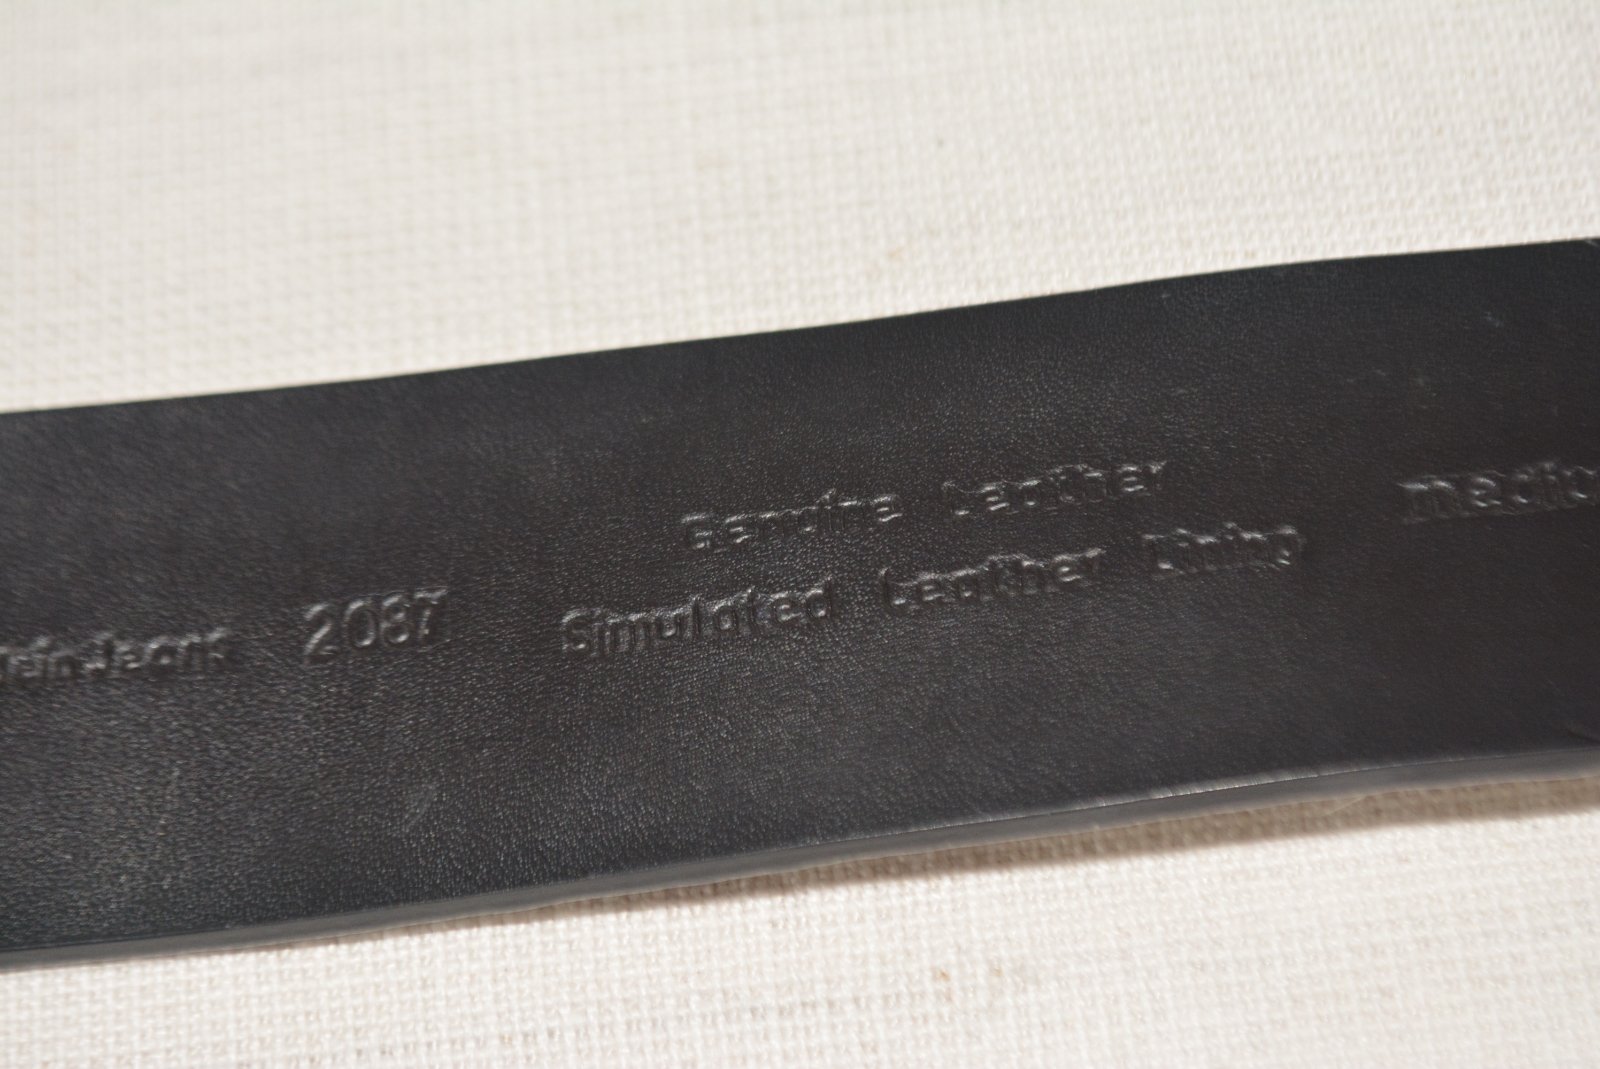 2087
Genuine Leather
Simulated Leather Lining